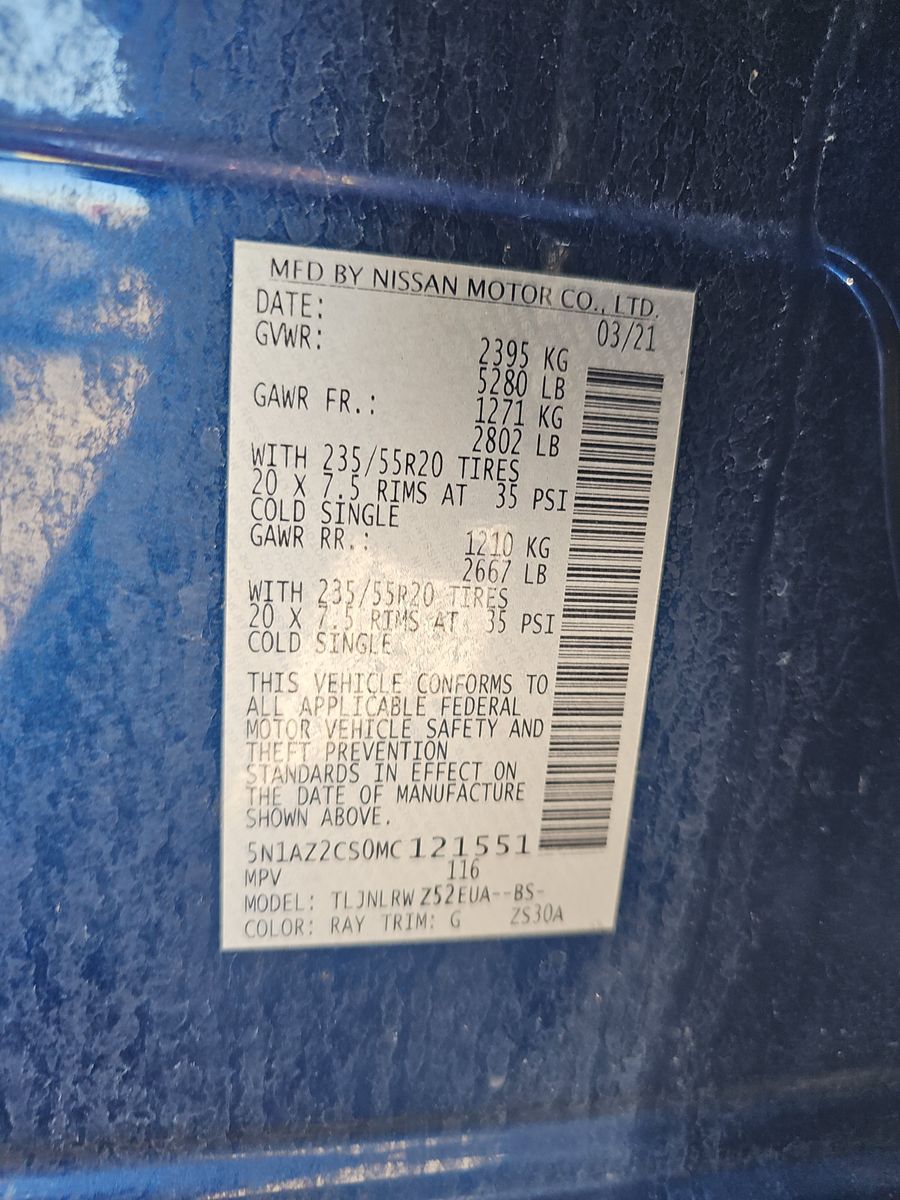 MFD BY NISSAN MOTOR CO., LTD.
DATE: 03/21
GVWR: 2395 KG
5280 LB
GAWR FR.: 1271 KG
2802 LB
WITH 235/55R20 TIRES
20 X 7.5 RIMS AT 35 PSI
COLD SINGLE
GAWR RR.: 1210 KG
2667 LB
WITH 235/55R20 TIRES
20 X 7.5 RIMS AT 35 PSI
COLD SINGLE
THIS VEHICLE CONFORMS TO
ALL APPLICABLE FEDERAL
MOTOR VEHICLE SAFETY AND
THEFT PREVENTION
STANDARDS IN EFFECT ON
THE DATE OF MANUFACTURE
SHOWN ABOVE.
5N1AZ2CS0MC121551
MPV 116
MODEL: TLJNLRW Z52EUA--BS-
COLOR: RAY TRIM: G ZS30A